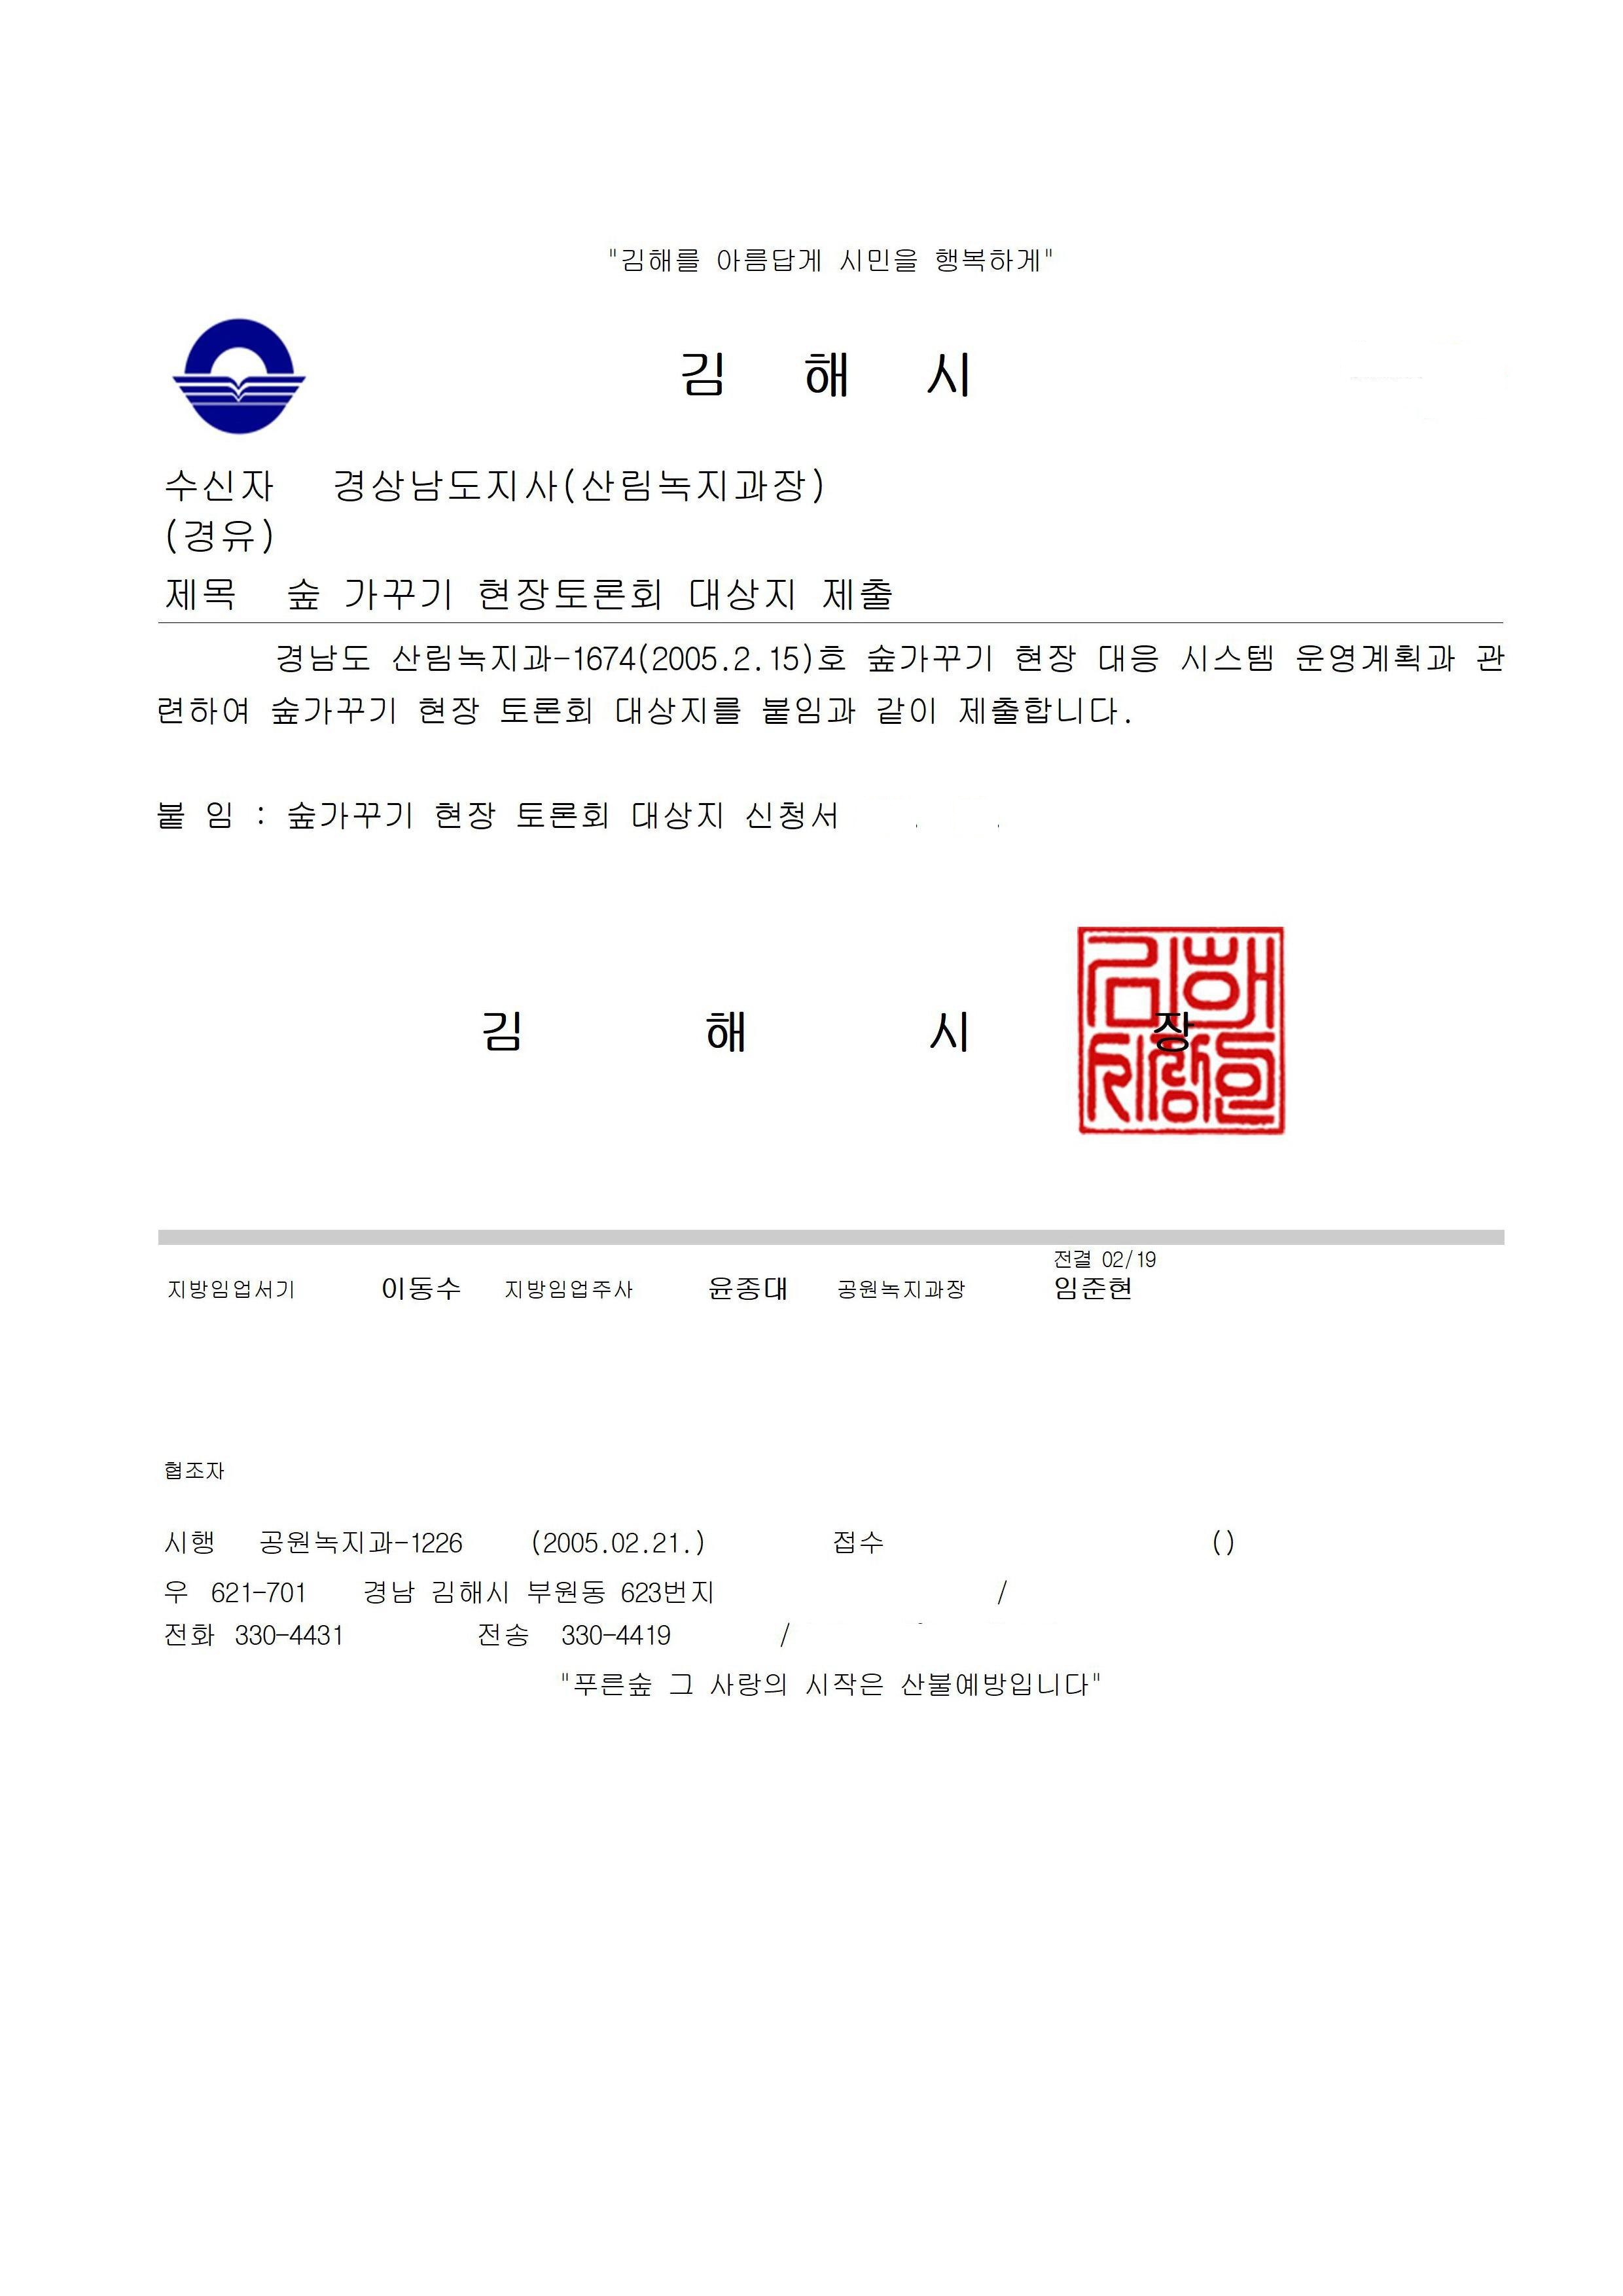 "김해를 아름답게 시민을 행복하게"
김 해 시
수신자 경상남도지사(산림녹지과장)
(경유)
제목 숲 가꾸기 현장토론회 대상지 제출
경남도 산림녹지과-1674(2005.2.15)호 숲가꾸기 현장 대응 시스템 운영계획과 관
련하여 숲가꾸기 현장 토론회 대상지를 붙임과 같이 제출합니다.
붙 임 : 숲가꾸기 현장 토론회 대상지 신청서
김 해 시 장
전결 02/19
지방임업서기 이동수 지방임업주사 윤종대 공원녹지과장 임준현
협조자
시행 공원녹지과-1226 (2005.02.21.) 접수 ()
우 621-701 경남 김해시 부원동 623번지 /
전화 330-4431 전송 330-4419 /
"푸른숲 그 사랑의 시작은 산불예방입니다"